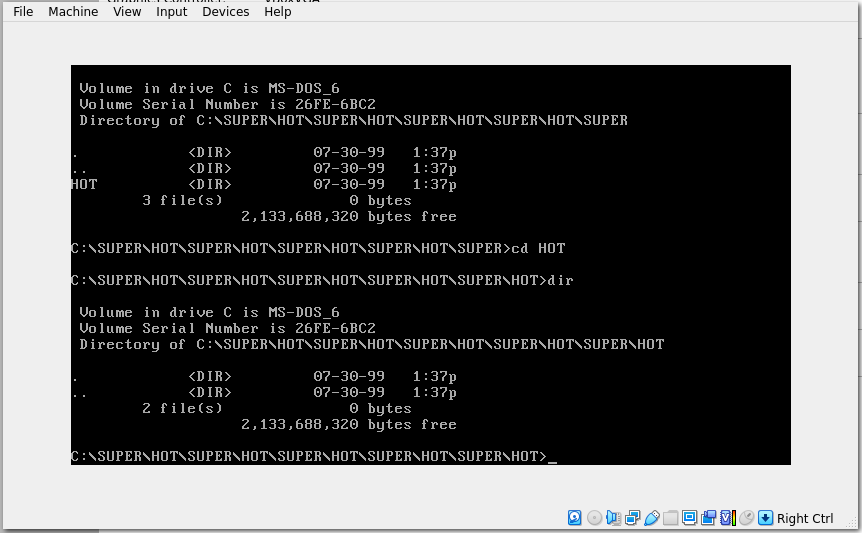 File Machine View Input Devices Help
Volume in drive C is MS-DOS_6
Volume Serial Number is 26FE-6BC2
Directory of C:\SUPER\HOT\SUPER\HOT\SUPER\HOT\SUPER\HOT\SUPER
. <DIR> 07-30-99 1:37p
.. <DIR> 07-30-99 1:37p
HOT <DIR> 07-30-99 1:37p
3 file(s) 0 bytes
2,133,688,320 bytes free
C:\SUPER\HOT\SUPER\HOT\SUPER\HOT\SUPER\HOT\SUPER>cd HOT
C:\SUPER\HOT\SUPER\HOT\SUPER\HOT\SUPER\HOT\SUPER\HOT>dir
Volume in drive C is MS-DOS_6
Volume Serial Number is 26FE-6BC2
Directory of C:\SUPER\HOT\SUPER\HOT\SUPER\HOT\SUPER\HOT\SUPER\HOT
. <DIR> 07-30-99 1:37p
.. <DIR> 07-30-99 1:37p
2 file(s) 0 bytes
2,133,688,320 bytes free
C:\SUPER\HOT\SUPER\HOT\SUPER\HOT\SUPER\HOT\SUPER\HOT>_
Right Ctrl